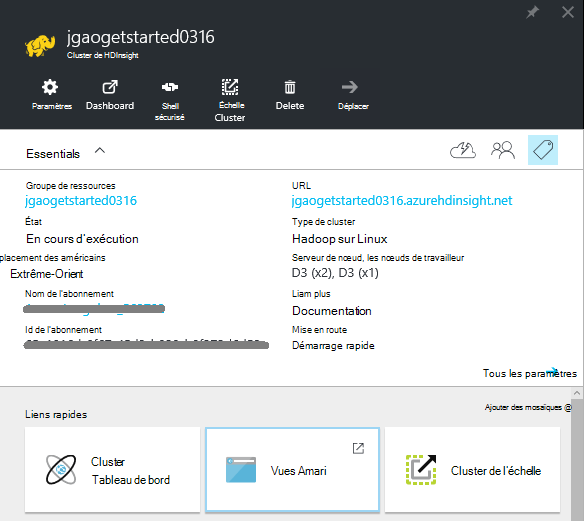 jgaogetstarted0316
Cluster de HDInsight
Paramètres
Dashboard
Shell sécurisé
Échelle Cluster
Delete
Déplacer
Essentials
Groupe de ressources
jgaogetstarted0316
URL
jgaogetstarted0316.azurehdinsight.net
État
En cours d'exécution
Type de cluster
Hadoop sur Linux
placement des américains
Extrême-Orient
Serveur de nœud, les nœuds de travailleur
D3 (x2), D3 (x1)
Nom de l'abonnement
Liam plus
Documentation
Id de l'abonnement
Mise en route
Démarrage rapide
Tous les paramètres
Liens rapides
Ajouter des mosaïques @
Cluster
Tableau de bord
Vues Amari
Cluster de l'échelle